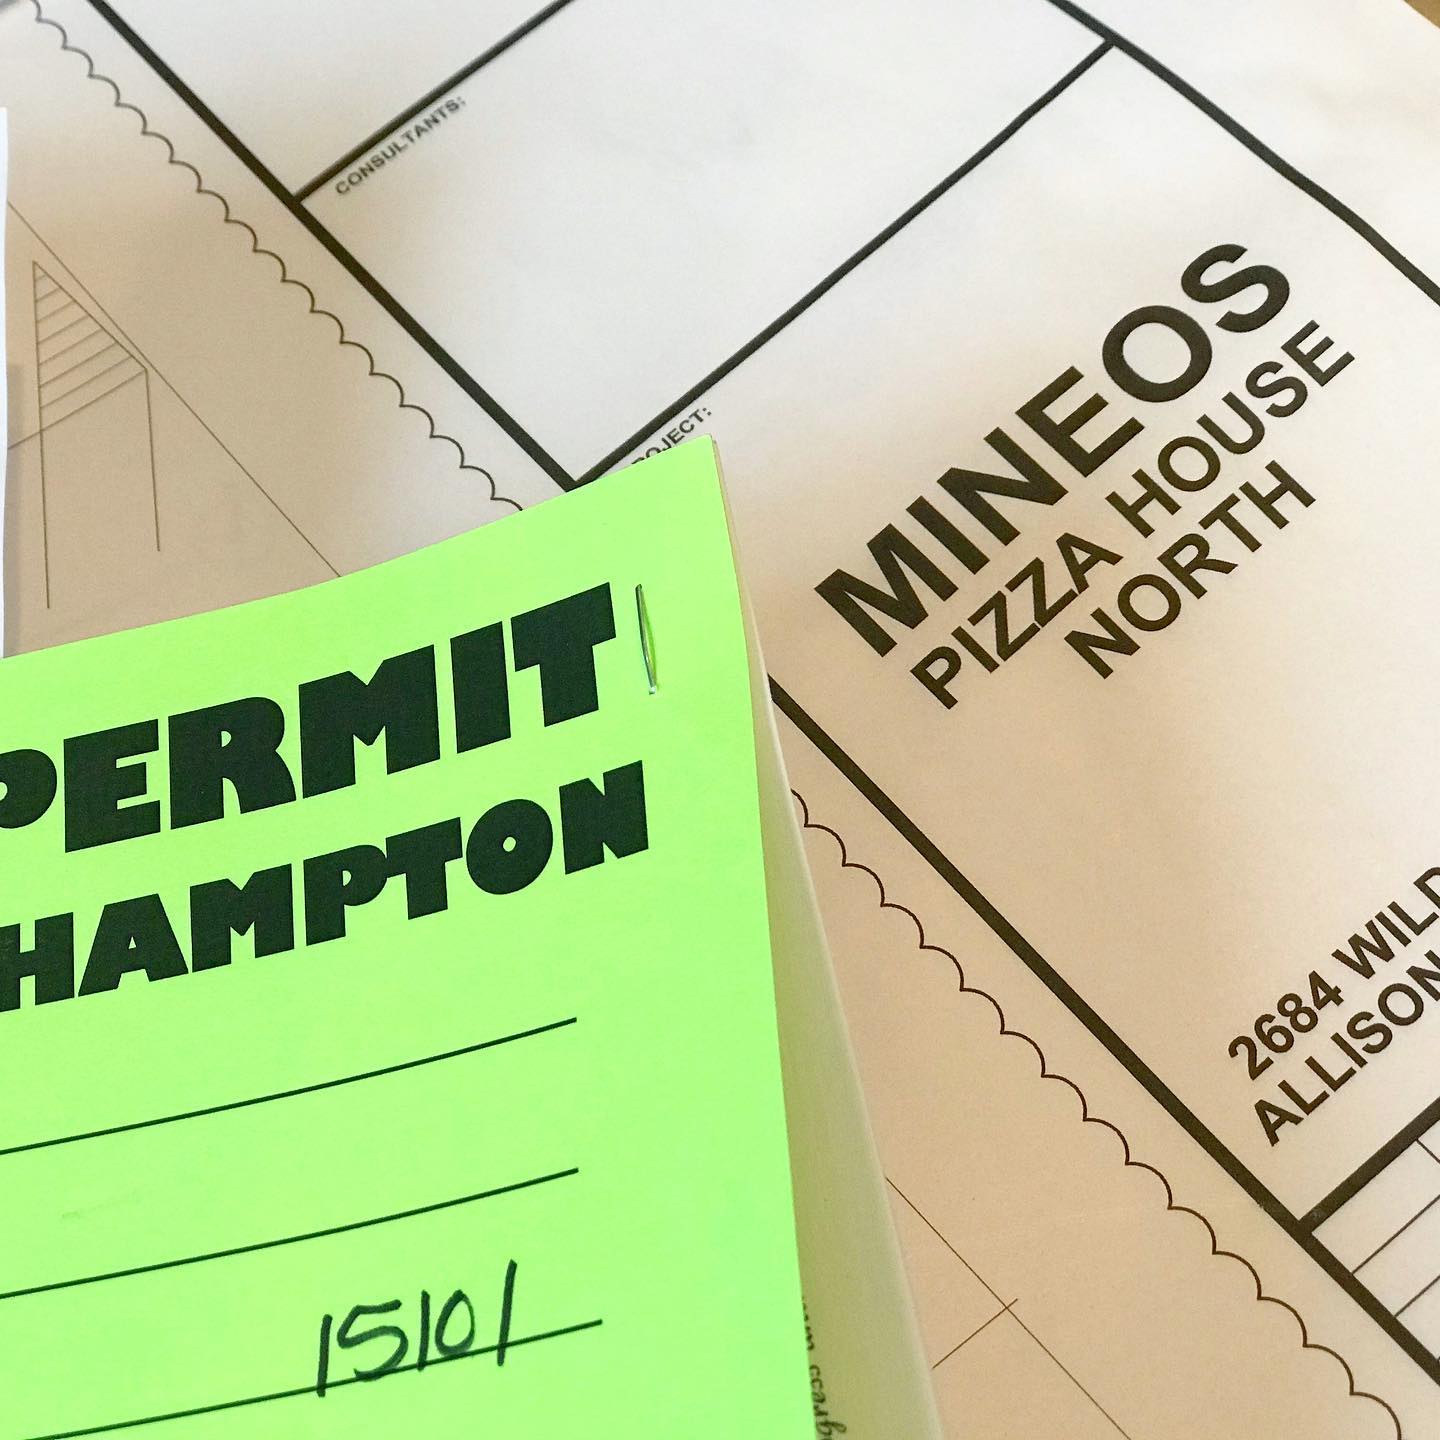 CONSULTANTS:
MINEOS
PIZZA HOUSE
NORTH
2684 WILD
ALLISON
PERMIT
HAMPTON
15101